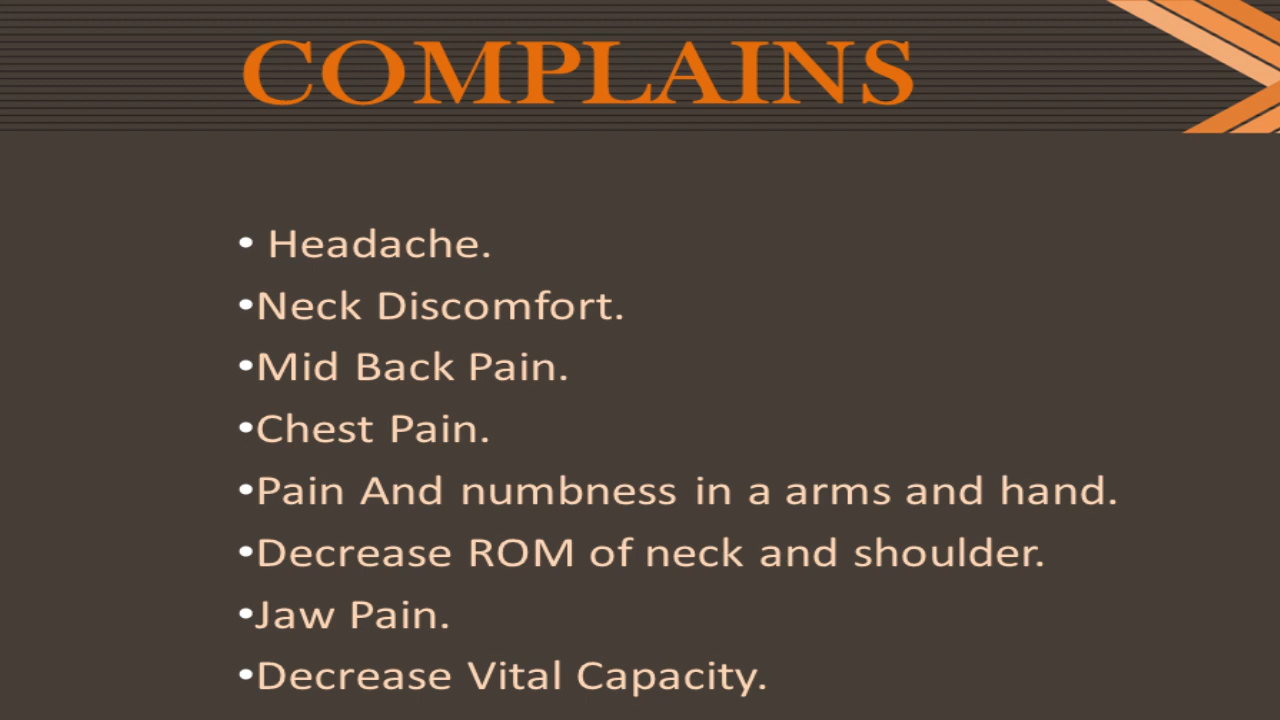 COMPLAINS
• Headache.
•Neck Discomfort.
•Mid Back Pain.
•Chest Pain.
•Pain And numbness in a arms and hand.
•Decrease ROM of neck and shoulder.
•Jaw Pain.
•Decrease Vital Capacity.